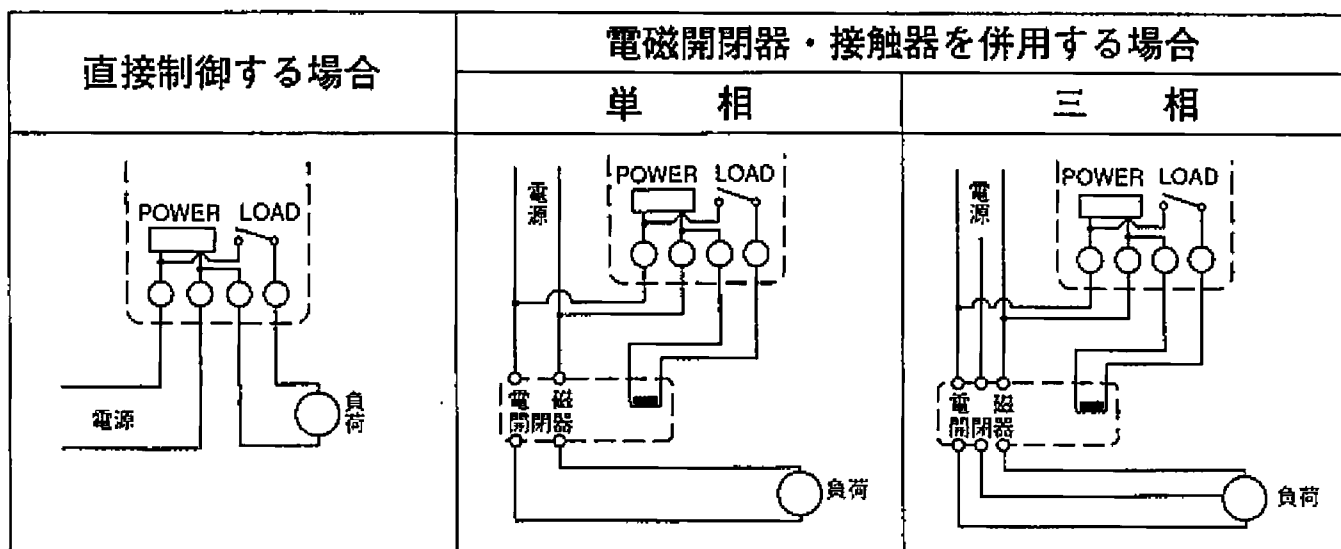 直接制御する場合
電磁開閉器・接触器を併用する場合
単 相
三 相
POWER LOAD
電源
負荷
電源
POWER LOAD
電 磁
開閉器
負荷
電源
POWER LOAD
電 磁
開閉器
負荷